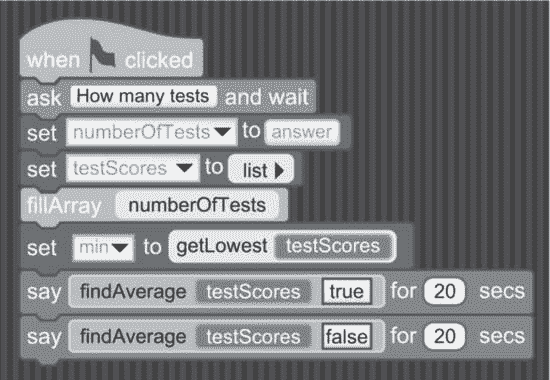 when clicked
ask How many tests and wait
set numberOfTests to answer
set testScores to list
fillArray numberOfTests
set min to getLowest testScores
say findAverage testScores true for 20 secs
say findAverage testScores false for 20 secs